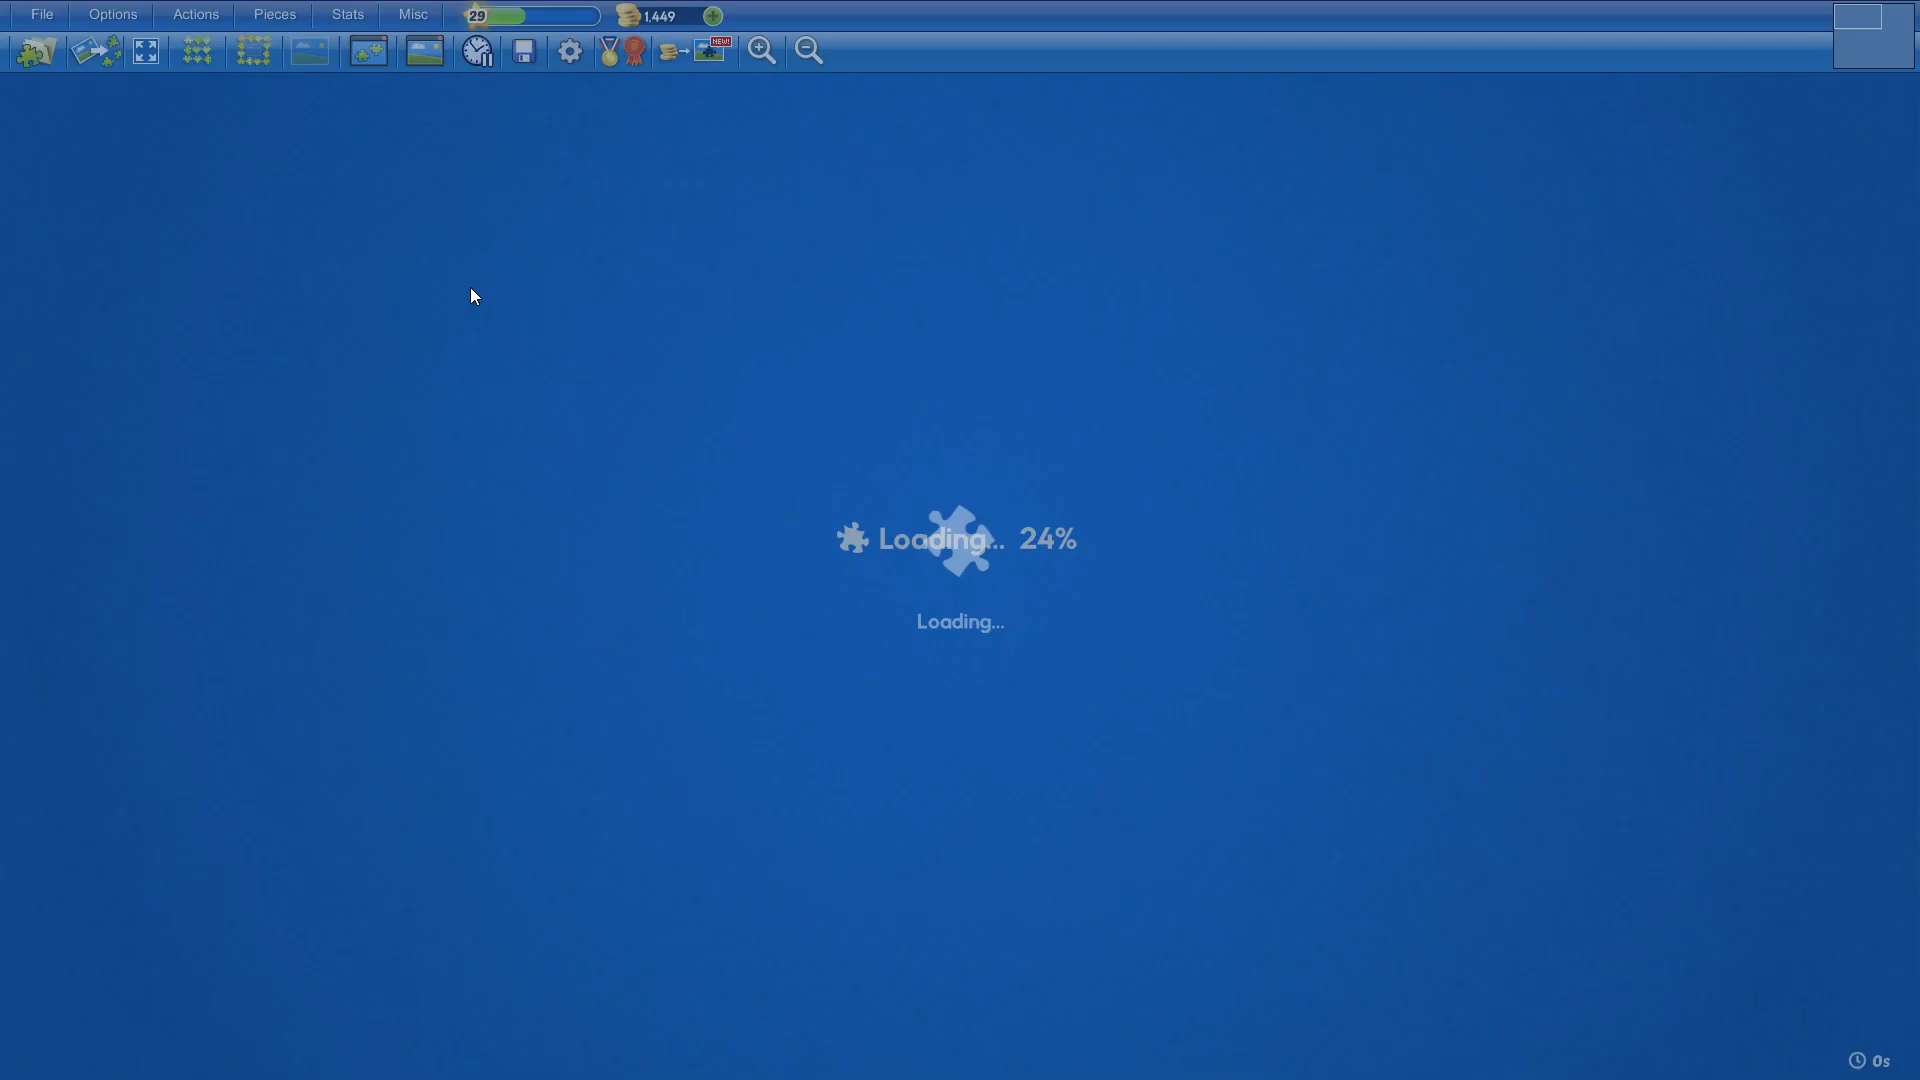 File Options Actions Pieces Stats Misc 29 1,449
NEW!
Loading... 24%
Loading...
0s